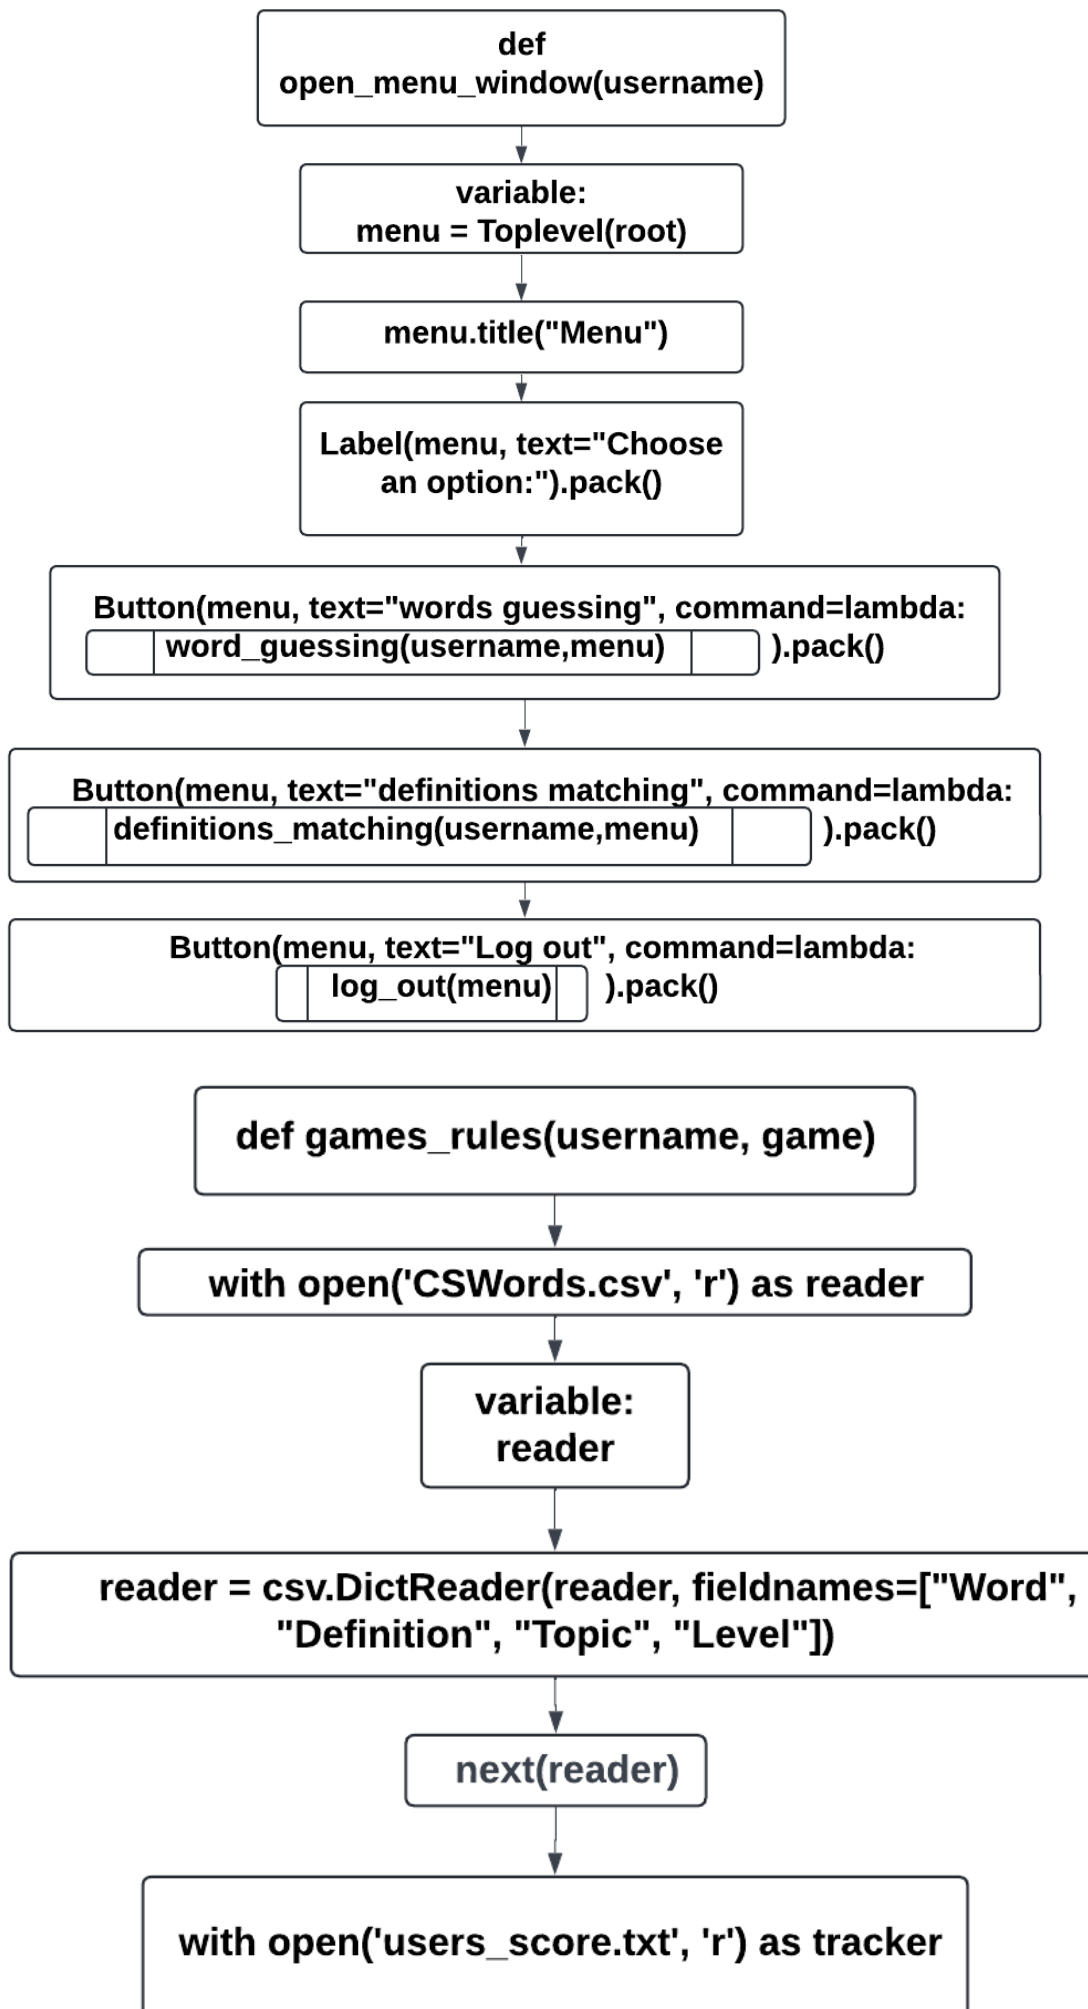 def
open_menu_window(username)
variable:
menu = Toplevel(root)
menu.title("Menu")
Label(menu, text="Choose
an option:").pack()
Button(menu, text="words guessing", command=lambda:
word_guessing(username,menu) ).pack()
Button(menu, text="definitions matching", command=lambda:
definitions_matching(username,menu) ).pack()
Button(menu, text="Log out", command=lambda:
log_out(menu) ).pack()
def games_rules(username, game)
with open('CSWords.csv', 'r') as reader
variable:
reader
reader = csv.DictReader(reader, fieldnames=["Word",
"Definition", "Topic", "Level"])
next(reader)
with open('users_score.txt', 'r') as tracker